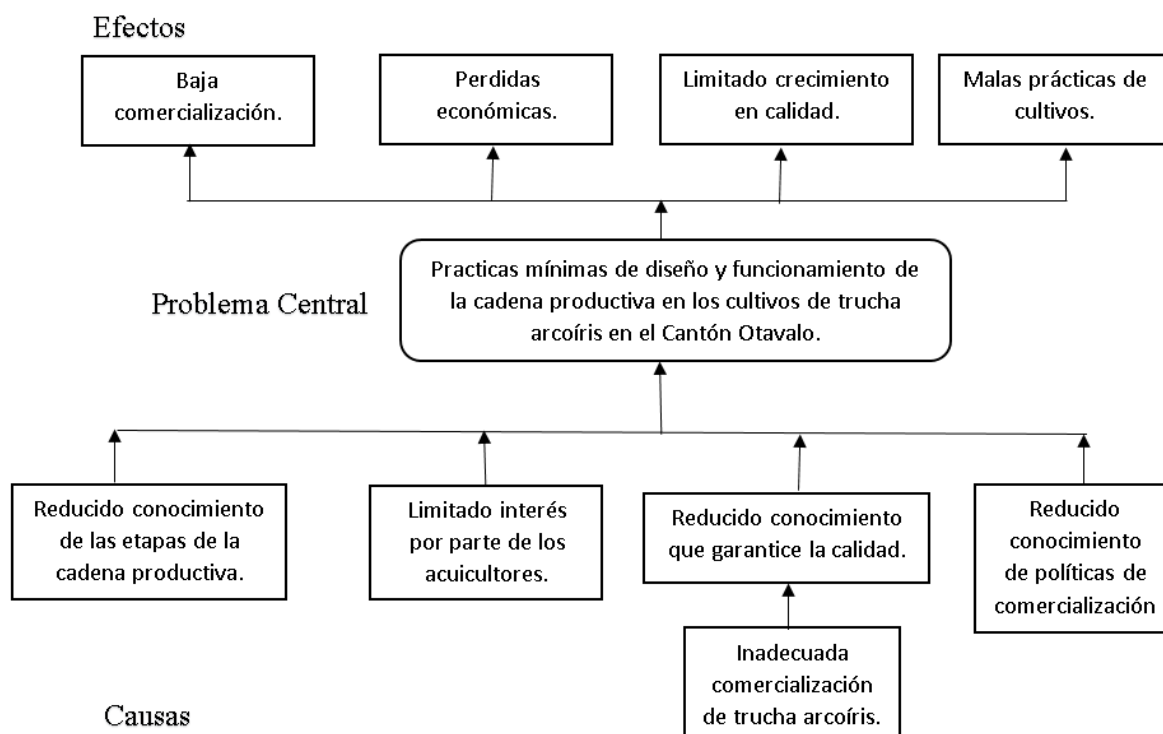 Efectos
Baja
comercialización.
Perdidas
económicas.
Limitado crecimiento
en calidad.
Malas prácticas de
cultivos.
Problema Central
Practicas mínimas de diseño y funcionamiento de
la cadena productiva en los cultivos de trucha
arcoíris en el Cantón Otavalo.
Reducido conocimiento
de las etapas de la
cadena productiva.
Limitado interés
por parte de los
acuicultores.
Reducido conocimiento
que garantice la calidad.
Reducido
conocimiento
de políticas de
comercialización
Inadecuada
comercialización
de trucha arcoíris.
Causas